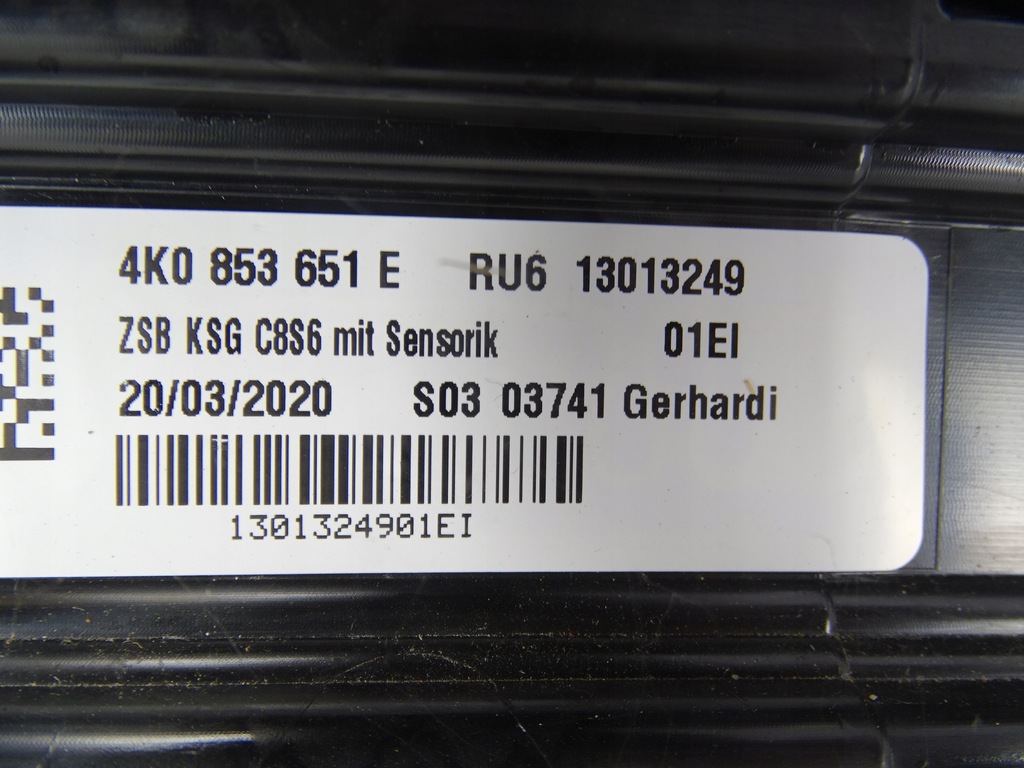 4K0 853 651 E RU6 13013249
ZSB KSG C8S6 mit Sensorik 01EI
20/03/2020 S03 03741 Gerhardi
1301324901EI